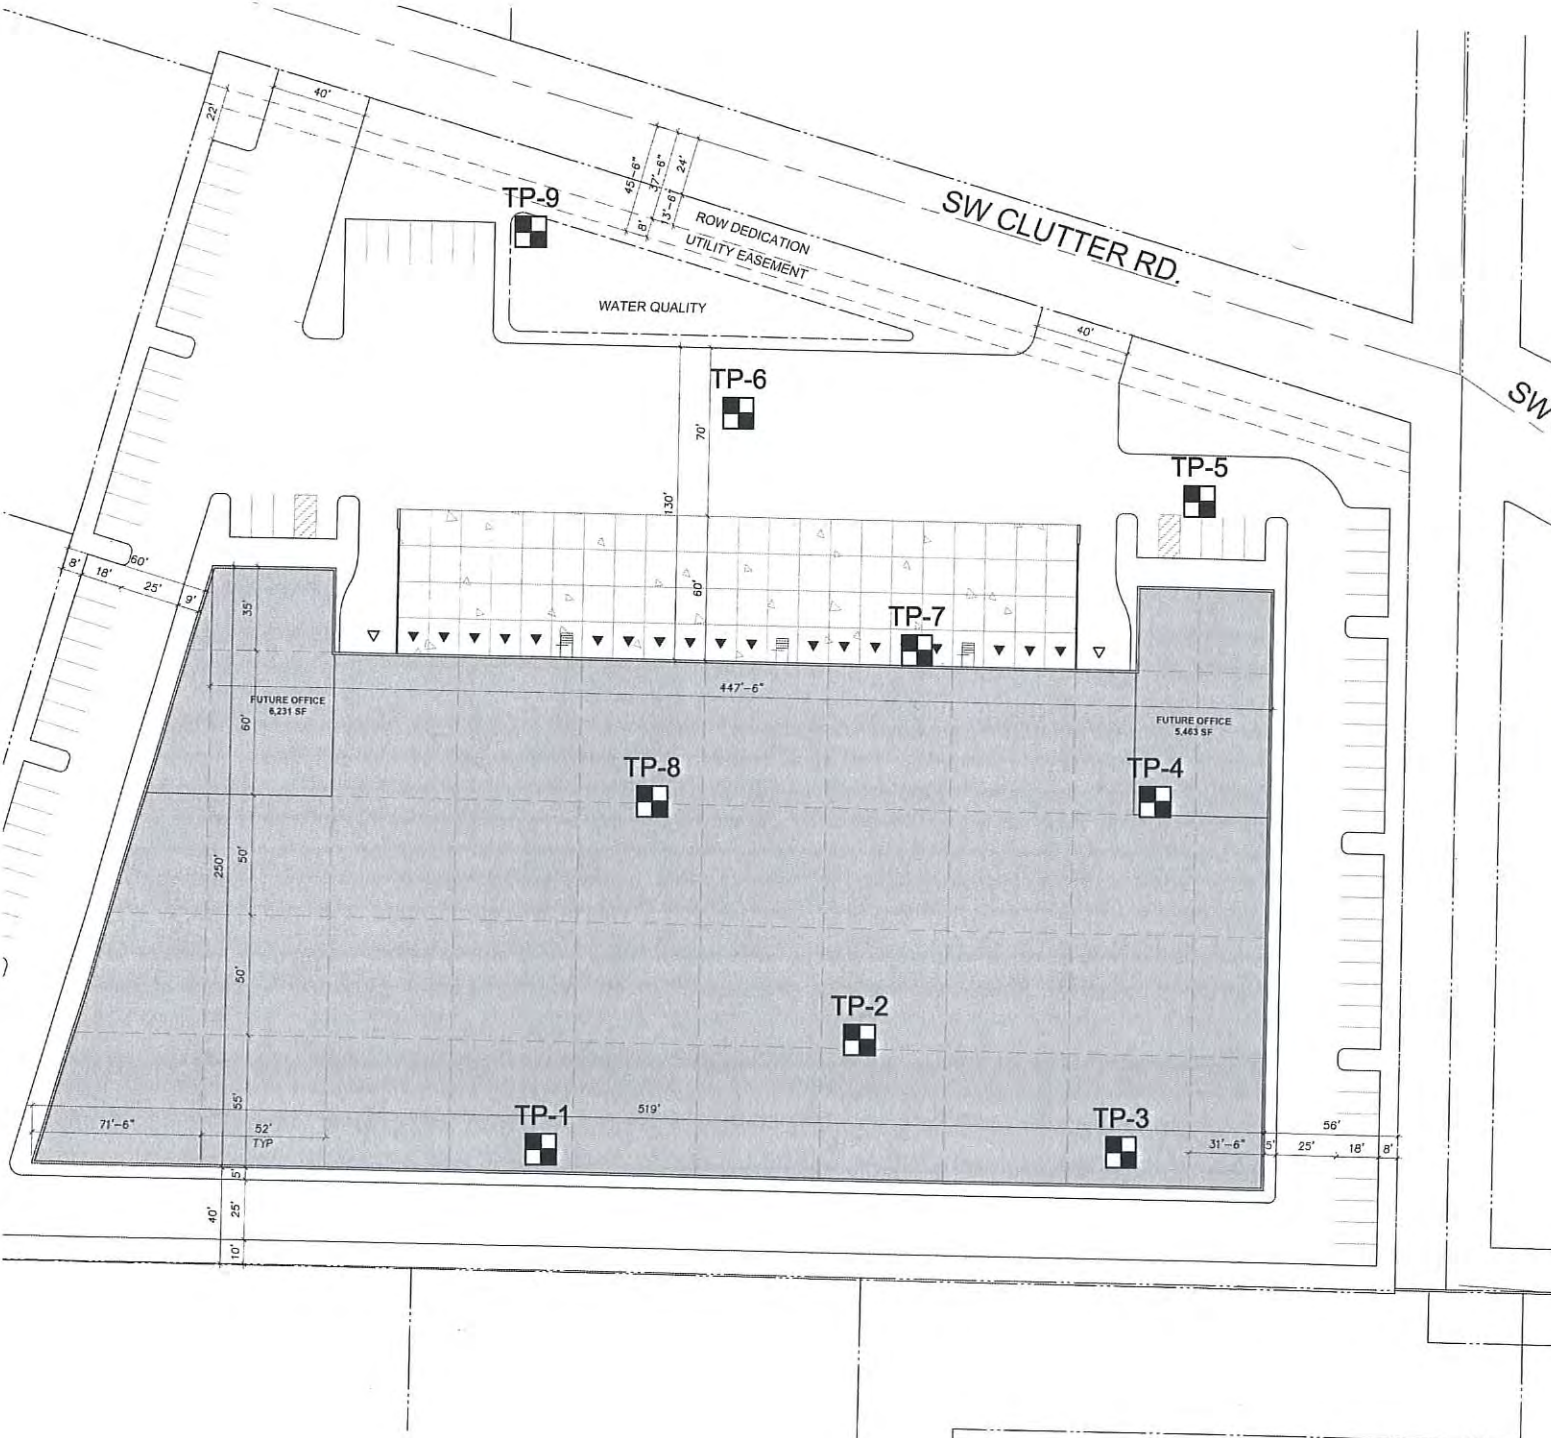 40'
22'
45'-6"
37'-6"
24'
13'-6"
8'
TP-9
ROW DEDICATION
UTILITY EASEMENT
SW CLUTTER RD.
WATER QUALITY
40'
SW
TP-6
70'
130'
TP-5
60'
8'
18'
25'
9'
35'
60'
TP-7
447'-6"
FUTURE OFFICE
6,231 SF
60'
FUTURE OFFICE
5,463 SF
TP-8
TP-4
250'
50'
50'
TP-2
55'
519'
TP-1
TP-3
71'-6"
52'
TYP
56'
31'-6"
5'
25'
18'
8'
5'
40'
25'
10'